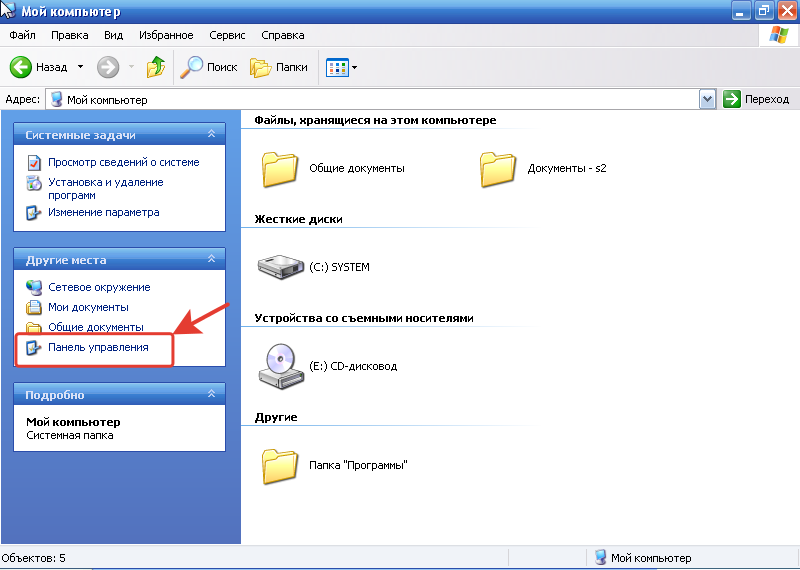 Мой компьютер
Файл Правка Вид Избранное Сервис Справка
Назад Поиск Папки
Адрес: Мой компьютер Переход
Системные задачи
Просмотр сведений о системе
Установка и удаление
программ
Изменение параметра
Другие места
Сетевое окружение
Мои документы
Общие документы
Панель управления
Подробно
Мой компьютер
Системная папка
Файлы, хранящиеся на этом компьютере
Общие документы Документы - s2
Жесткие диски
(C:) SYSTEM
Устройства со съемными носителями
(E:) CD-дисковод
Другие
Папка "Программы"
Объектов: 5 Мой компьютер